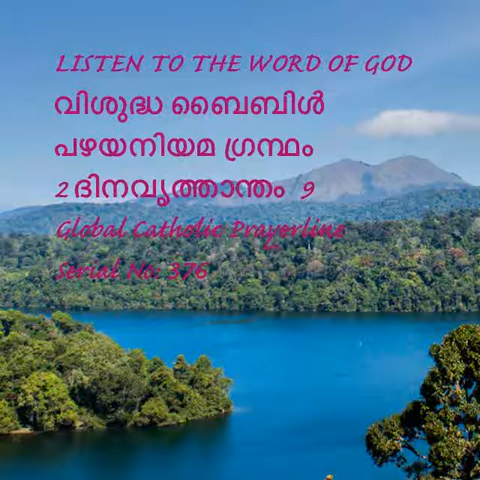 LISTEN TO THE WORD OF GOD
വിശുദ്ധ ബൈബിൾ
പഴയനിയമ ഗ്രന്ഥം
2 ദിനവൃത്താന്തം 9
Global Catholic Prayerline
Serial No: 376